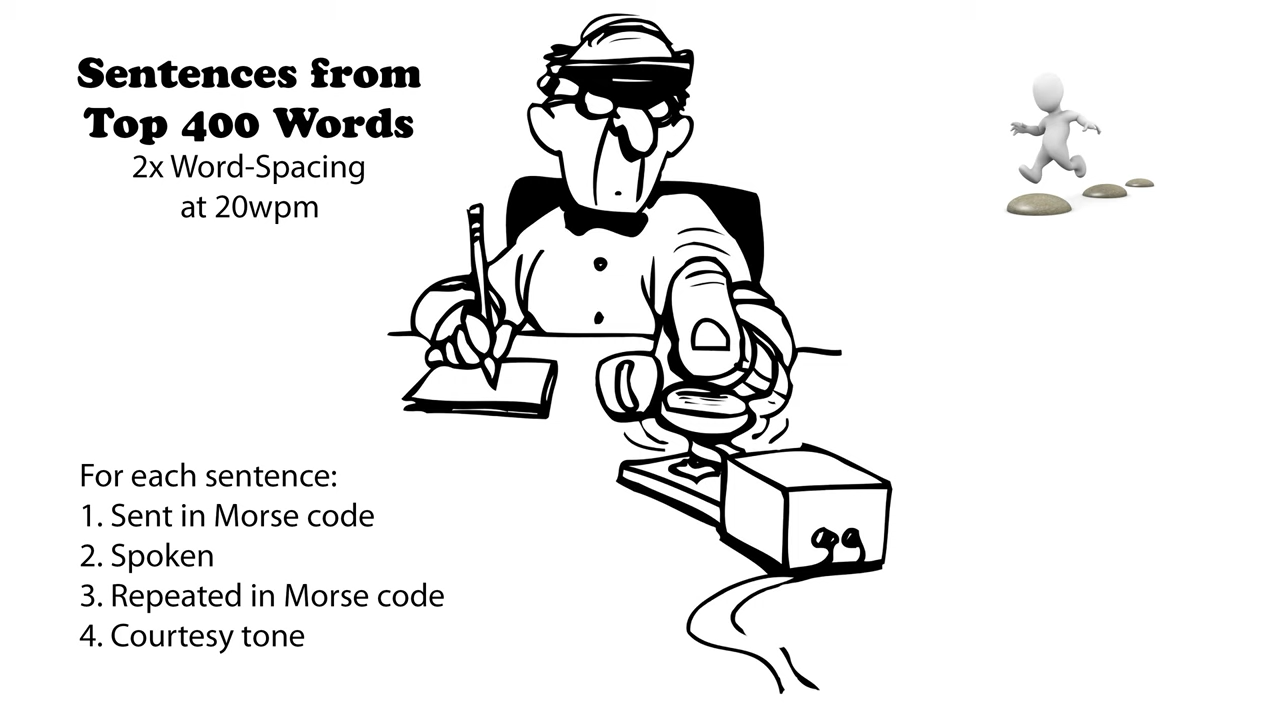 Sentences from
Top 400 Words
2x Word-Spacing
at 20wpm
For each sentence:
1. Sent in Morse code
2. Spoken
3. Repeated in Morse code
4. Courtesy tone